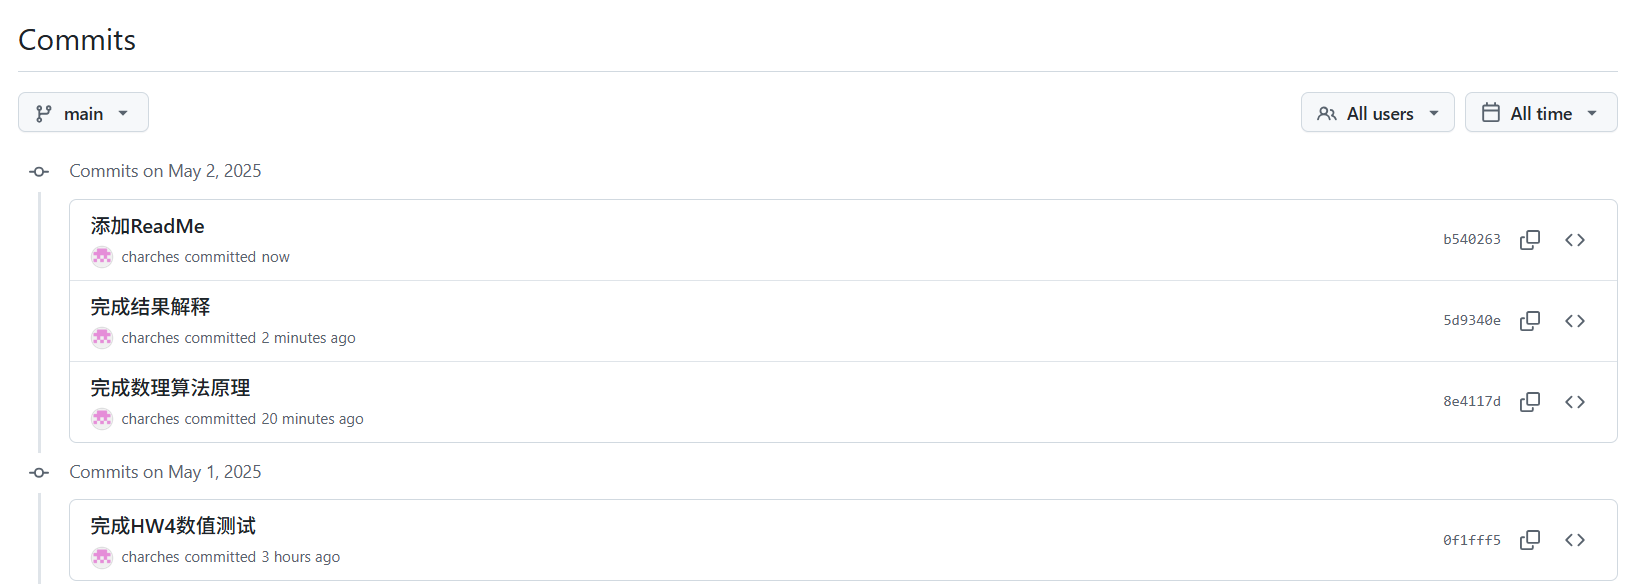 Commits
main
All users
All time
Commits on May 2, 2025
添加ReadMe
charches committed now
b540263
完成结果解释
charches committed 2 minutes ago
5d9340e
完成数理算法原理
charches committed 20 minutes ago
8e4117d
Commits on May 1, 2025
完成HW4数值测试
charches committed 3 hours ago
0f1fff5